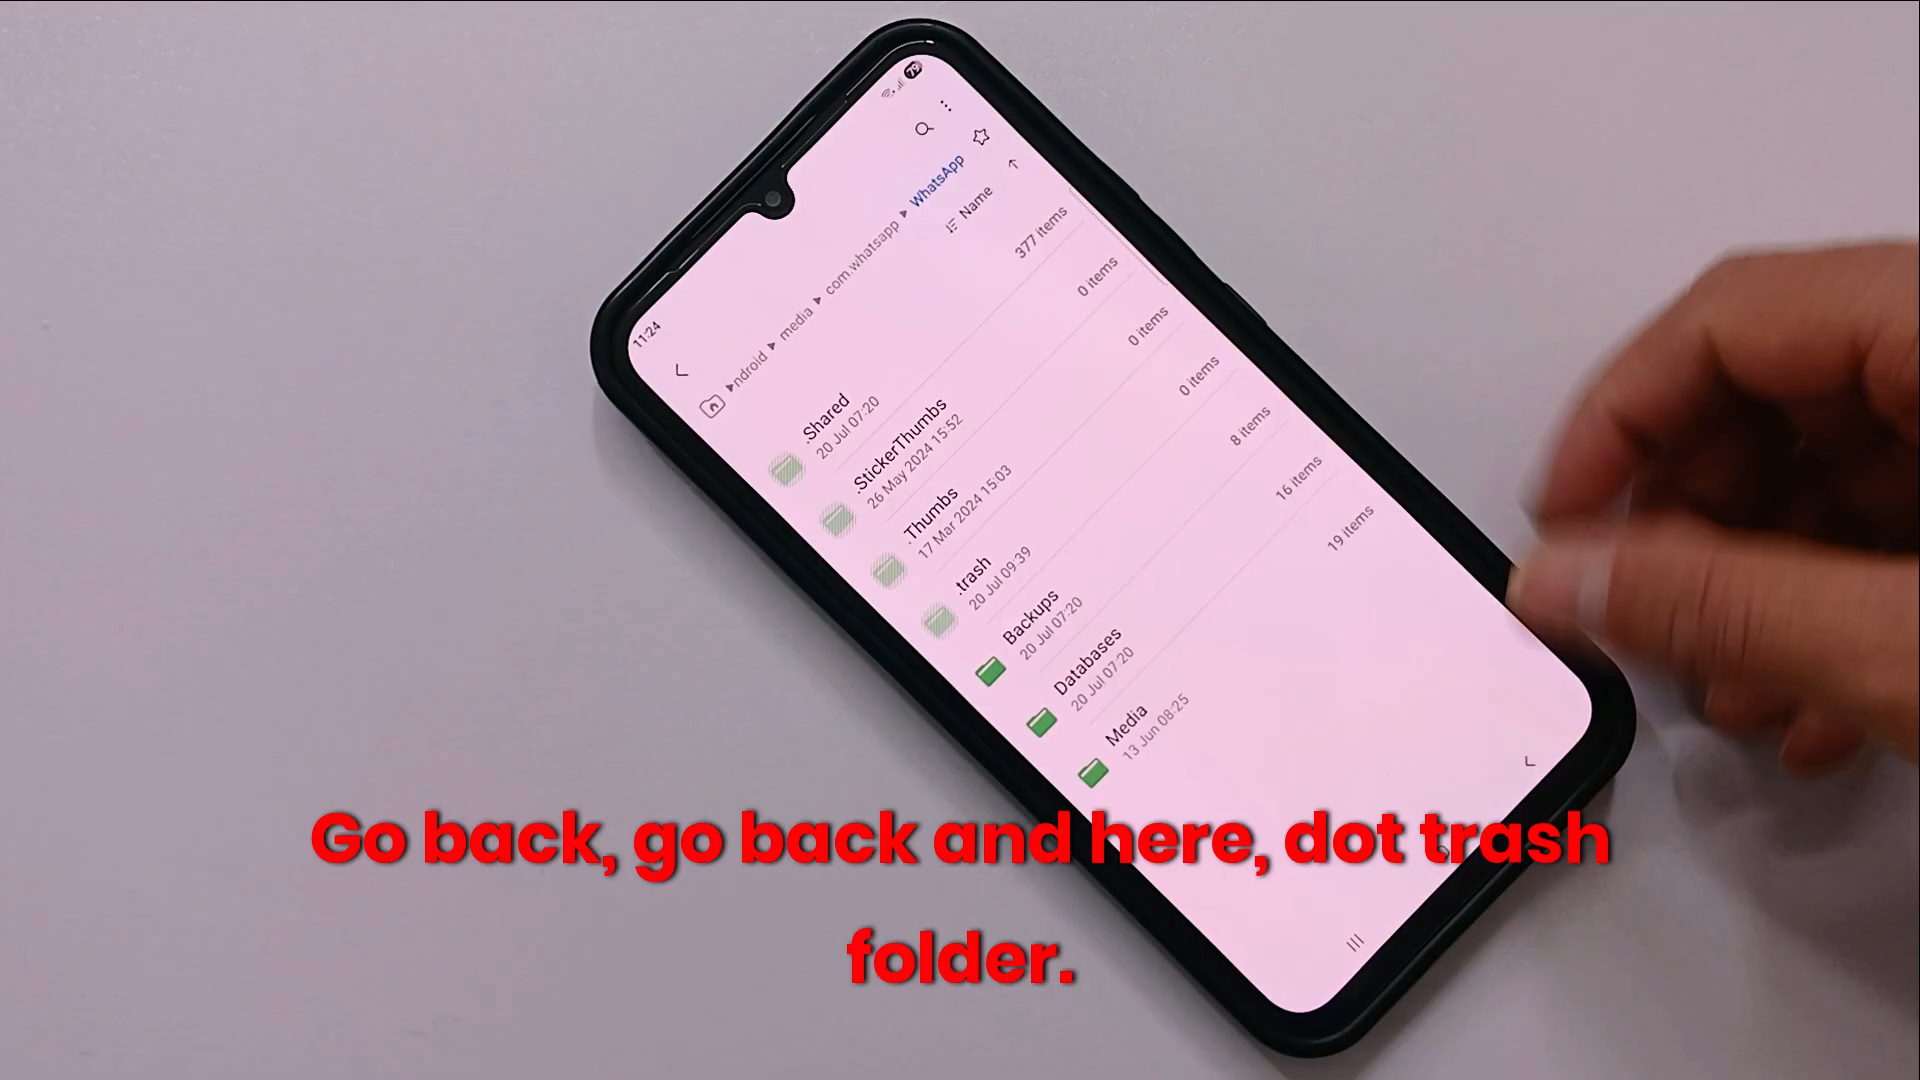 79
11:24
ndroid ▶ media ▶ com.whatsapp ▶ WhatsApp
Name
.Shared
20 Jul 07:20
377 items
.StickerThumbs
26 May 2024 15:52
0 items
.Thumbs
17 Mar 2024 15:03
0 items
.trash
20 Jul 09:39
0 items
Backups
20 Jul 07:20
8 items
Databases
20 Jul 07:20
16 items
Media
13 Jun 08:25
19 items
Go back, go back and here, dot trash
folder.